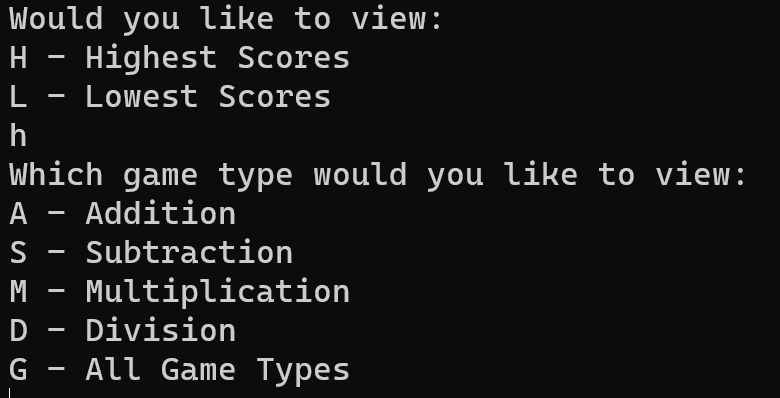 Would you like to view:
H - Highest Scores
L - Lowest Scores
h
Which game type would you like to view:
A - Addition
S - Subtraction
M - Multiplication
D - Division
G - All Game Types